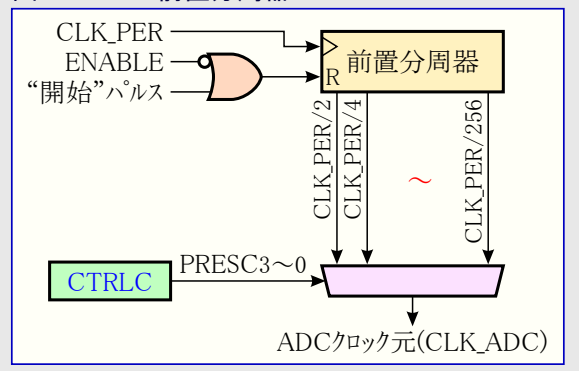 CLK_PER
ENABLE
“開始”パルス
前置分周器
R
CLK_PER/2
CLK_PER/4
～
CLK_PER/256
CTRLC
PRESC3～0
ADCクロック元(CLK_ADC)